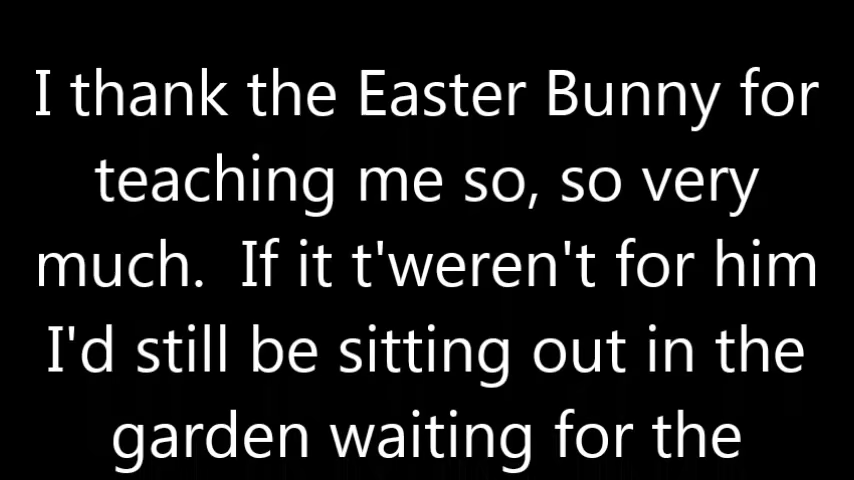 I thank the Easter Bunny for
teaching me so, so very
much.  If it t'weren't for him
I'd still be sitting out in the
garden waiting for the